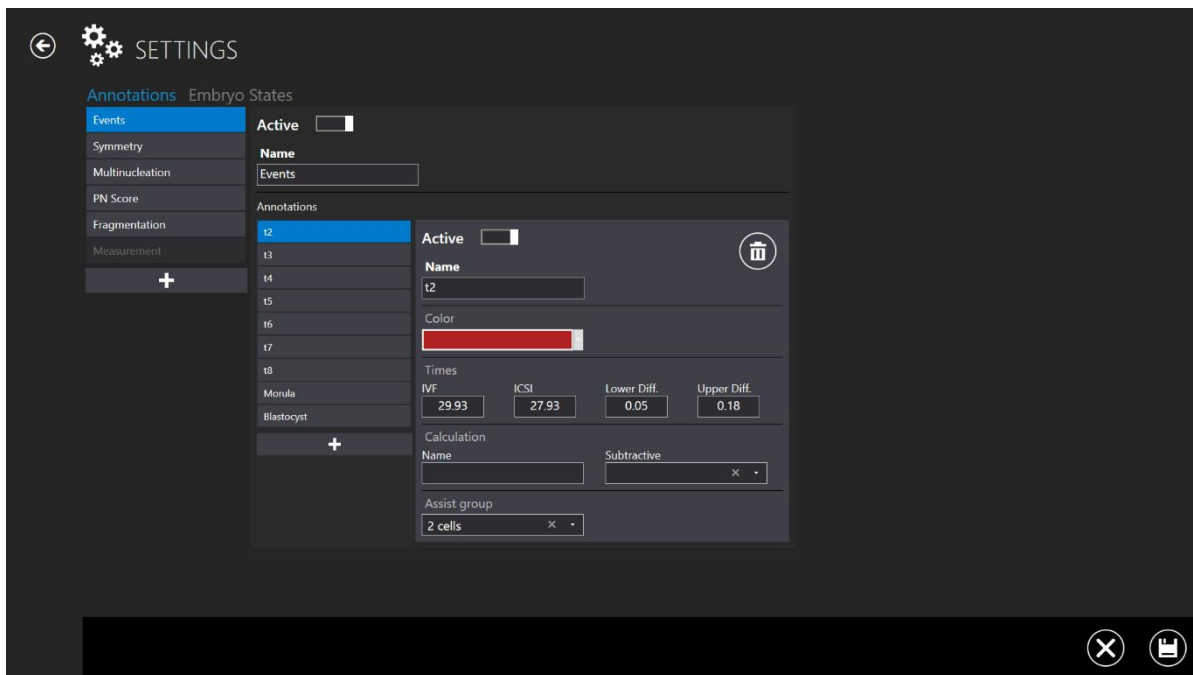 SETTINGS
Annotations Embryo States
Events
Symmetry
Multinucleation
PN Score
Fragmentation
Measurement
Active
Name
Events
Annotations
t2
t3
t4
t5
t6
t7
t8
Morula
Blastocyst
Active
Name
t2
Color
Times
IVF ICSI Lower Diff. Upper Diff.
29.93 27.93 0.05 0.18
Calculation
Name Subtractive
Assist group
2 cells